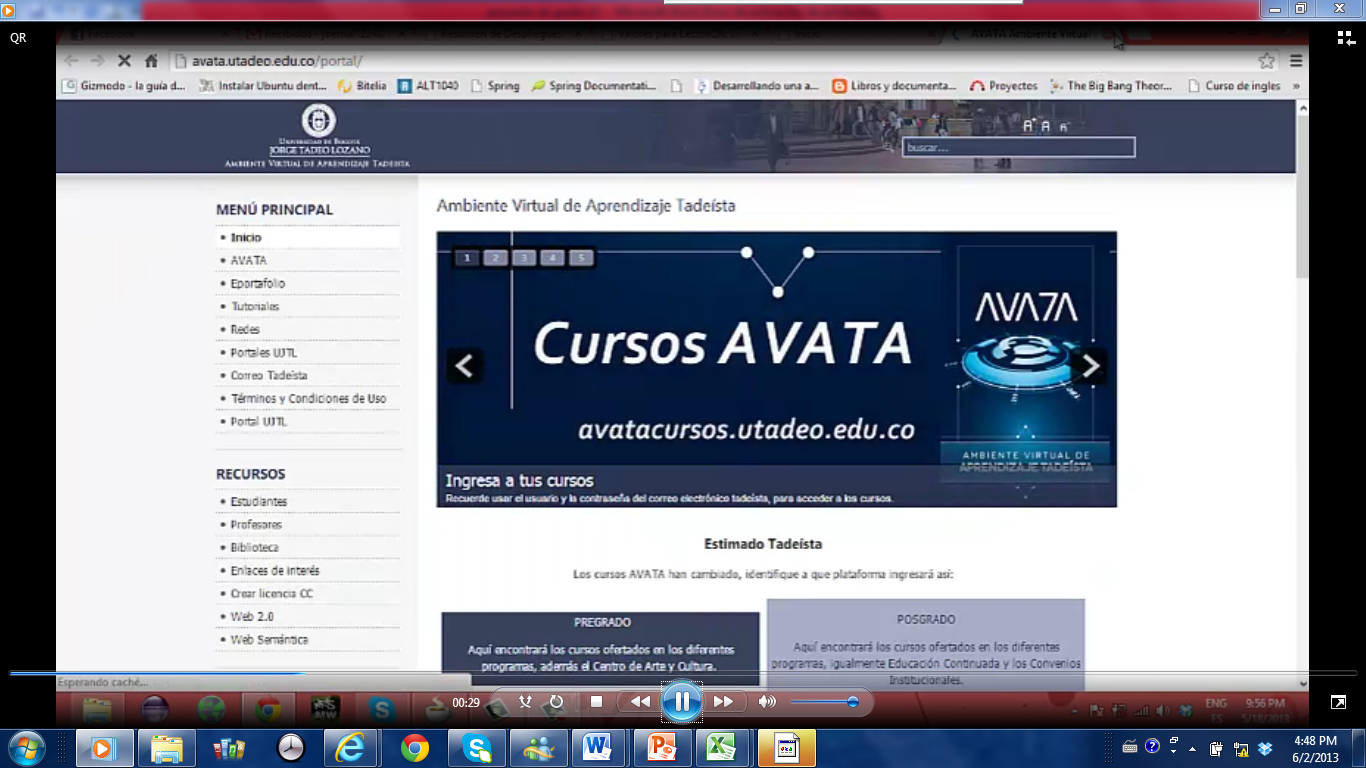 QR
Facebook
AVATA Ambiente Virtual
avata.utadeo.edu.co/portal/
Gizmodo - la guía d...
Instalar Ubuntu dent...
Bitelia
ALT1040
Spring
Spring Documentati...
Desarrollando una a...
Libros y documenta...
Proyectos
The Big Bang Theor...
Curso de ingles
»
UNIVERSIDAD DE BOGOTÁ
JORGE TADEO LOZANO
AMBIENTE VIRTUAL DE APRENDIZAJE TADEISTA
A+ A A-
buscar...
MENÚ PRINCIPAL
Inicio
AVATA
Eportafolio
Tutoriales
Redes
Portales UJTL
Correo Tadeísta
Términos y Condiciones de Uso
Portal UJTL
RECURSOS
Estudiantes
Profesores
Biblioteca
Enlaces de interés
Crear licencia CC
Web 2.0
Web Semántica
Ambiente Virtual de Aprendizaje Tadeísta
1 2 3 4 5
Cursos AVATA
avatacursos.utadeo.edu.co
AVATA
AMBIENTE VIRTUAL DE
APRENDIZAJE TADEÍSTA
Ingresa a tus cursos
Recuerde usar el usuario y la contraseña del correo electrónico tadeísta, para acceder a los cursos.
Estimado Tadeísta
Los cursos AVATA han cambiado, identifique a que plataforma ingresará así:
PREGRADO
Aquí encontrará los cursos ofertados en los diferentes
programas, además el Centro de Arte y Cultura.
POSGRADO
Aquí encontrará los cursos ofertados en los diferentes
programas, igualmente Educación Continuada y los Convenios
Institucionales.
Esperando caché...
00:29
ENG
ES
9:56 PM
5/18/2013
4:48 PM
6/2/2013